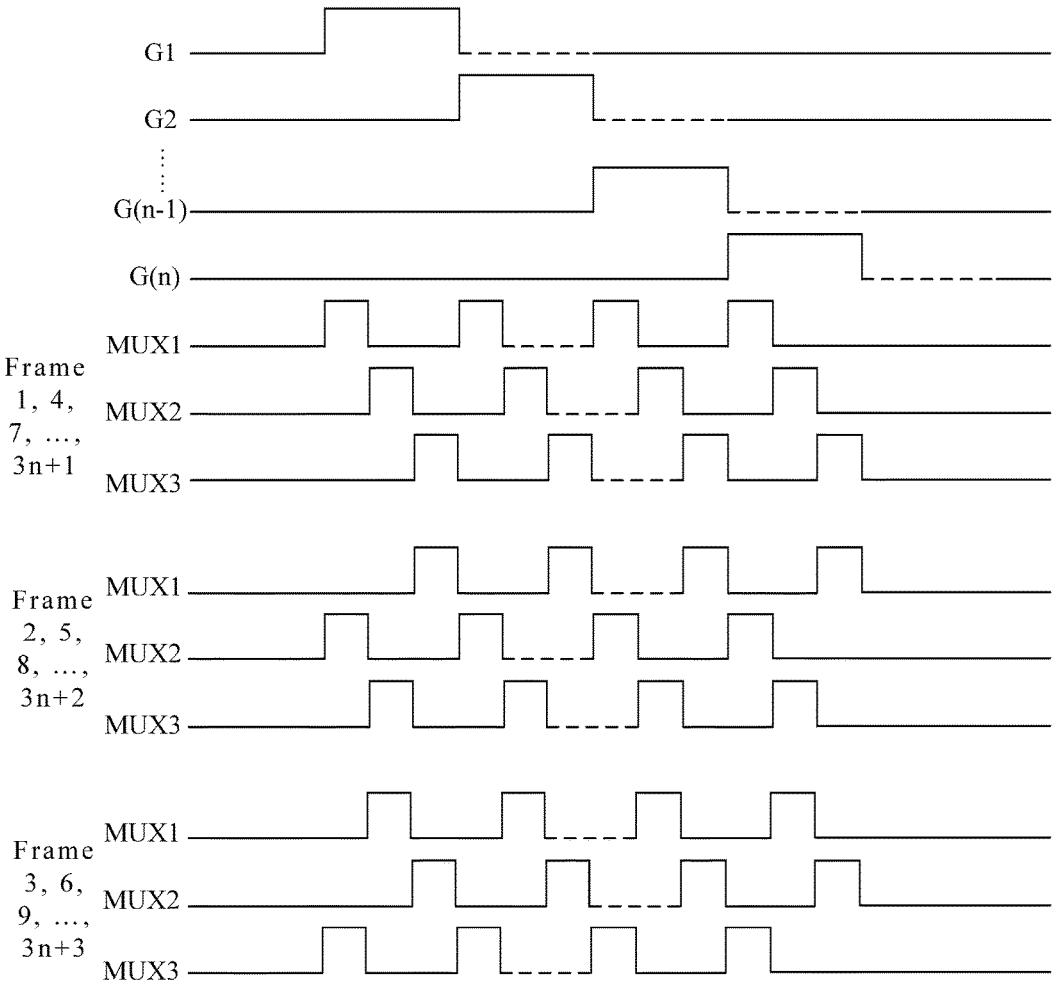 G1
G2
G(n-1)
G(n)
Frame
1, 4,
7, ...,
3n+1
MUX1
MUX2
MUX3
Frame
2, 5,
8, ...,
3n+2
MUX1
MUX2
MUX3
Frame
3, 6,
9, ...,
3n+3
MUX1
MUX2
MUX3